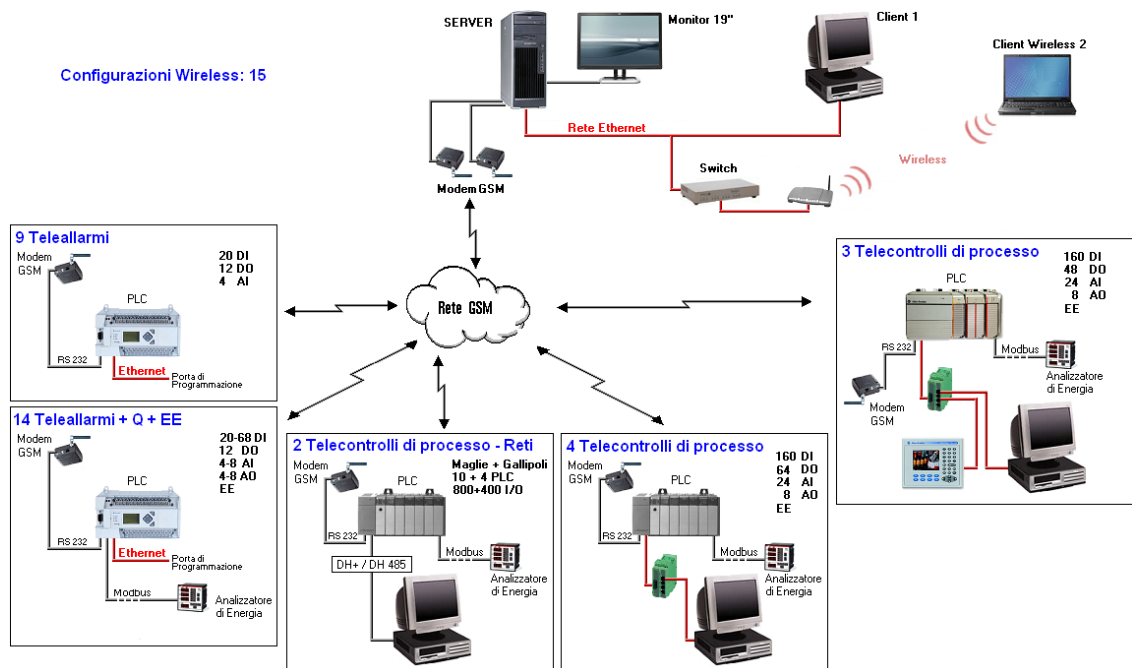 SERVER
Monitor 19"
Client 1
Client Wireless 2
Configurazioni Wireless: 15
Rete Ethernet
Wireless
Switch
Modem GSM
Rete GSM
9 Teleallarmi
Modem
GSM
20 DI
12 DO
4 AI
PLC
RS 232
Ethernet
Porta di
Programmazione
14 Teleallarmi + Q + EE
Modem
GSM
20-68 DI
12 DO
4-8 AI
4-8 AO
EE
PLC
RS 232
Ethernet
Porta di
Programmazione
Modbus
Analizzatore
di Energia
2 Telecontrolli di processo - Reti
Modem
GSM
Maglie + Gallipoli
10 + 4 PLC
800+400 I/O
PLC
RS 232
Modbus
DH+ / DH 485
Analizzatore
di Energia
4 Telecontrolli di processo
Modem
GSM
160 DI
64 DO
24 AI
8 AO
EE
PLC
RS 232
Modbus
Analizzatore
di Energia
3 Telecontrolli di processo
160 DI
48 DO
24 AI
8 AO
EE
PLC
RS 232
Modbus
Analizzatore
di Energia
Modem
GSM